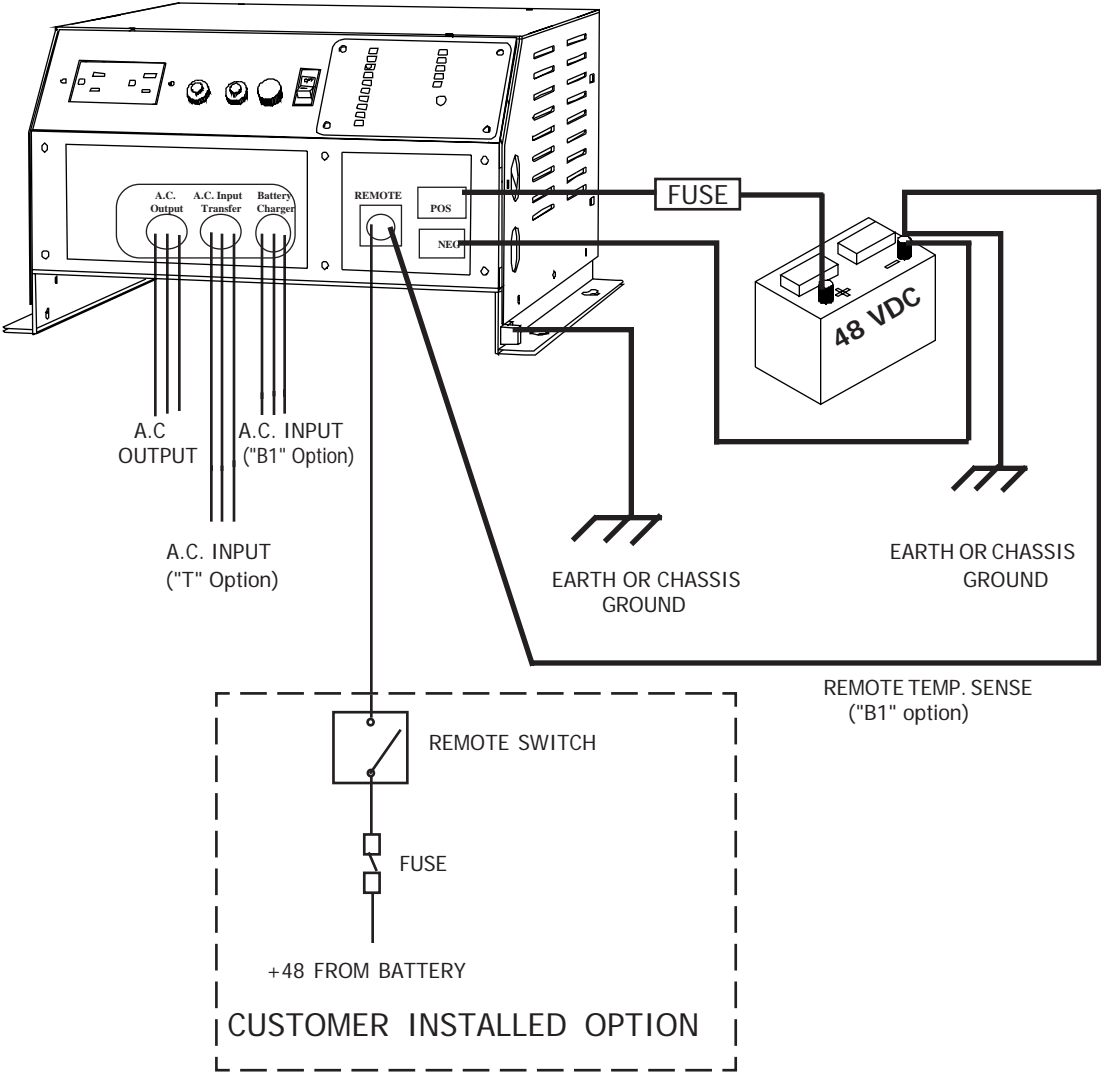 A.C.
Output
A.C. Input
Transfer
Battery
Charger
REMOTE
POS
NEG
FUSE
48 VDC
+
–
A.C
OUTPUT
A.C. INPUT
("B1" Option)
A.C. INPUT
("T" Option)
EARTH OR CHASSIS
GROUND
EARTH OR CHASSIS
GROUND
REMOTE TEMP. SENSE
("B1" option)
REMOTE SWITCH
FUSE
+48 FROM BATTERY
CUSTOMER INSTALLED OPTION